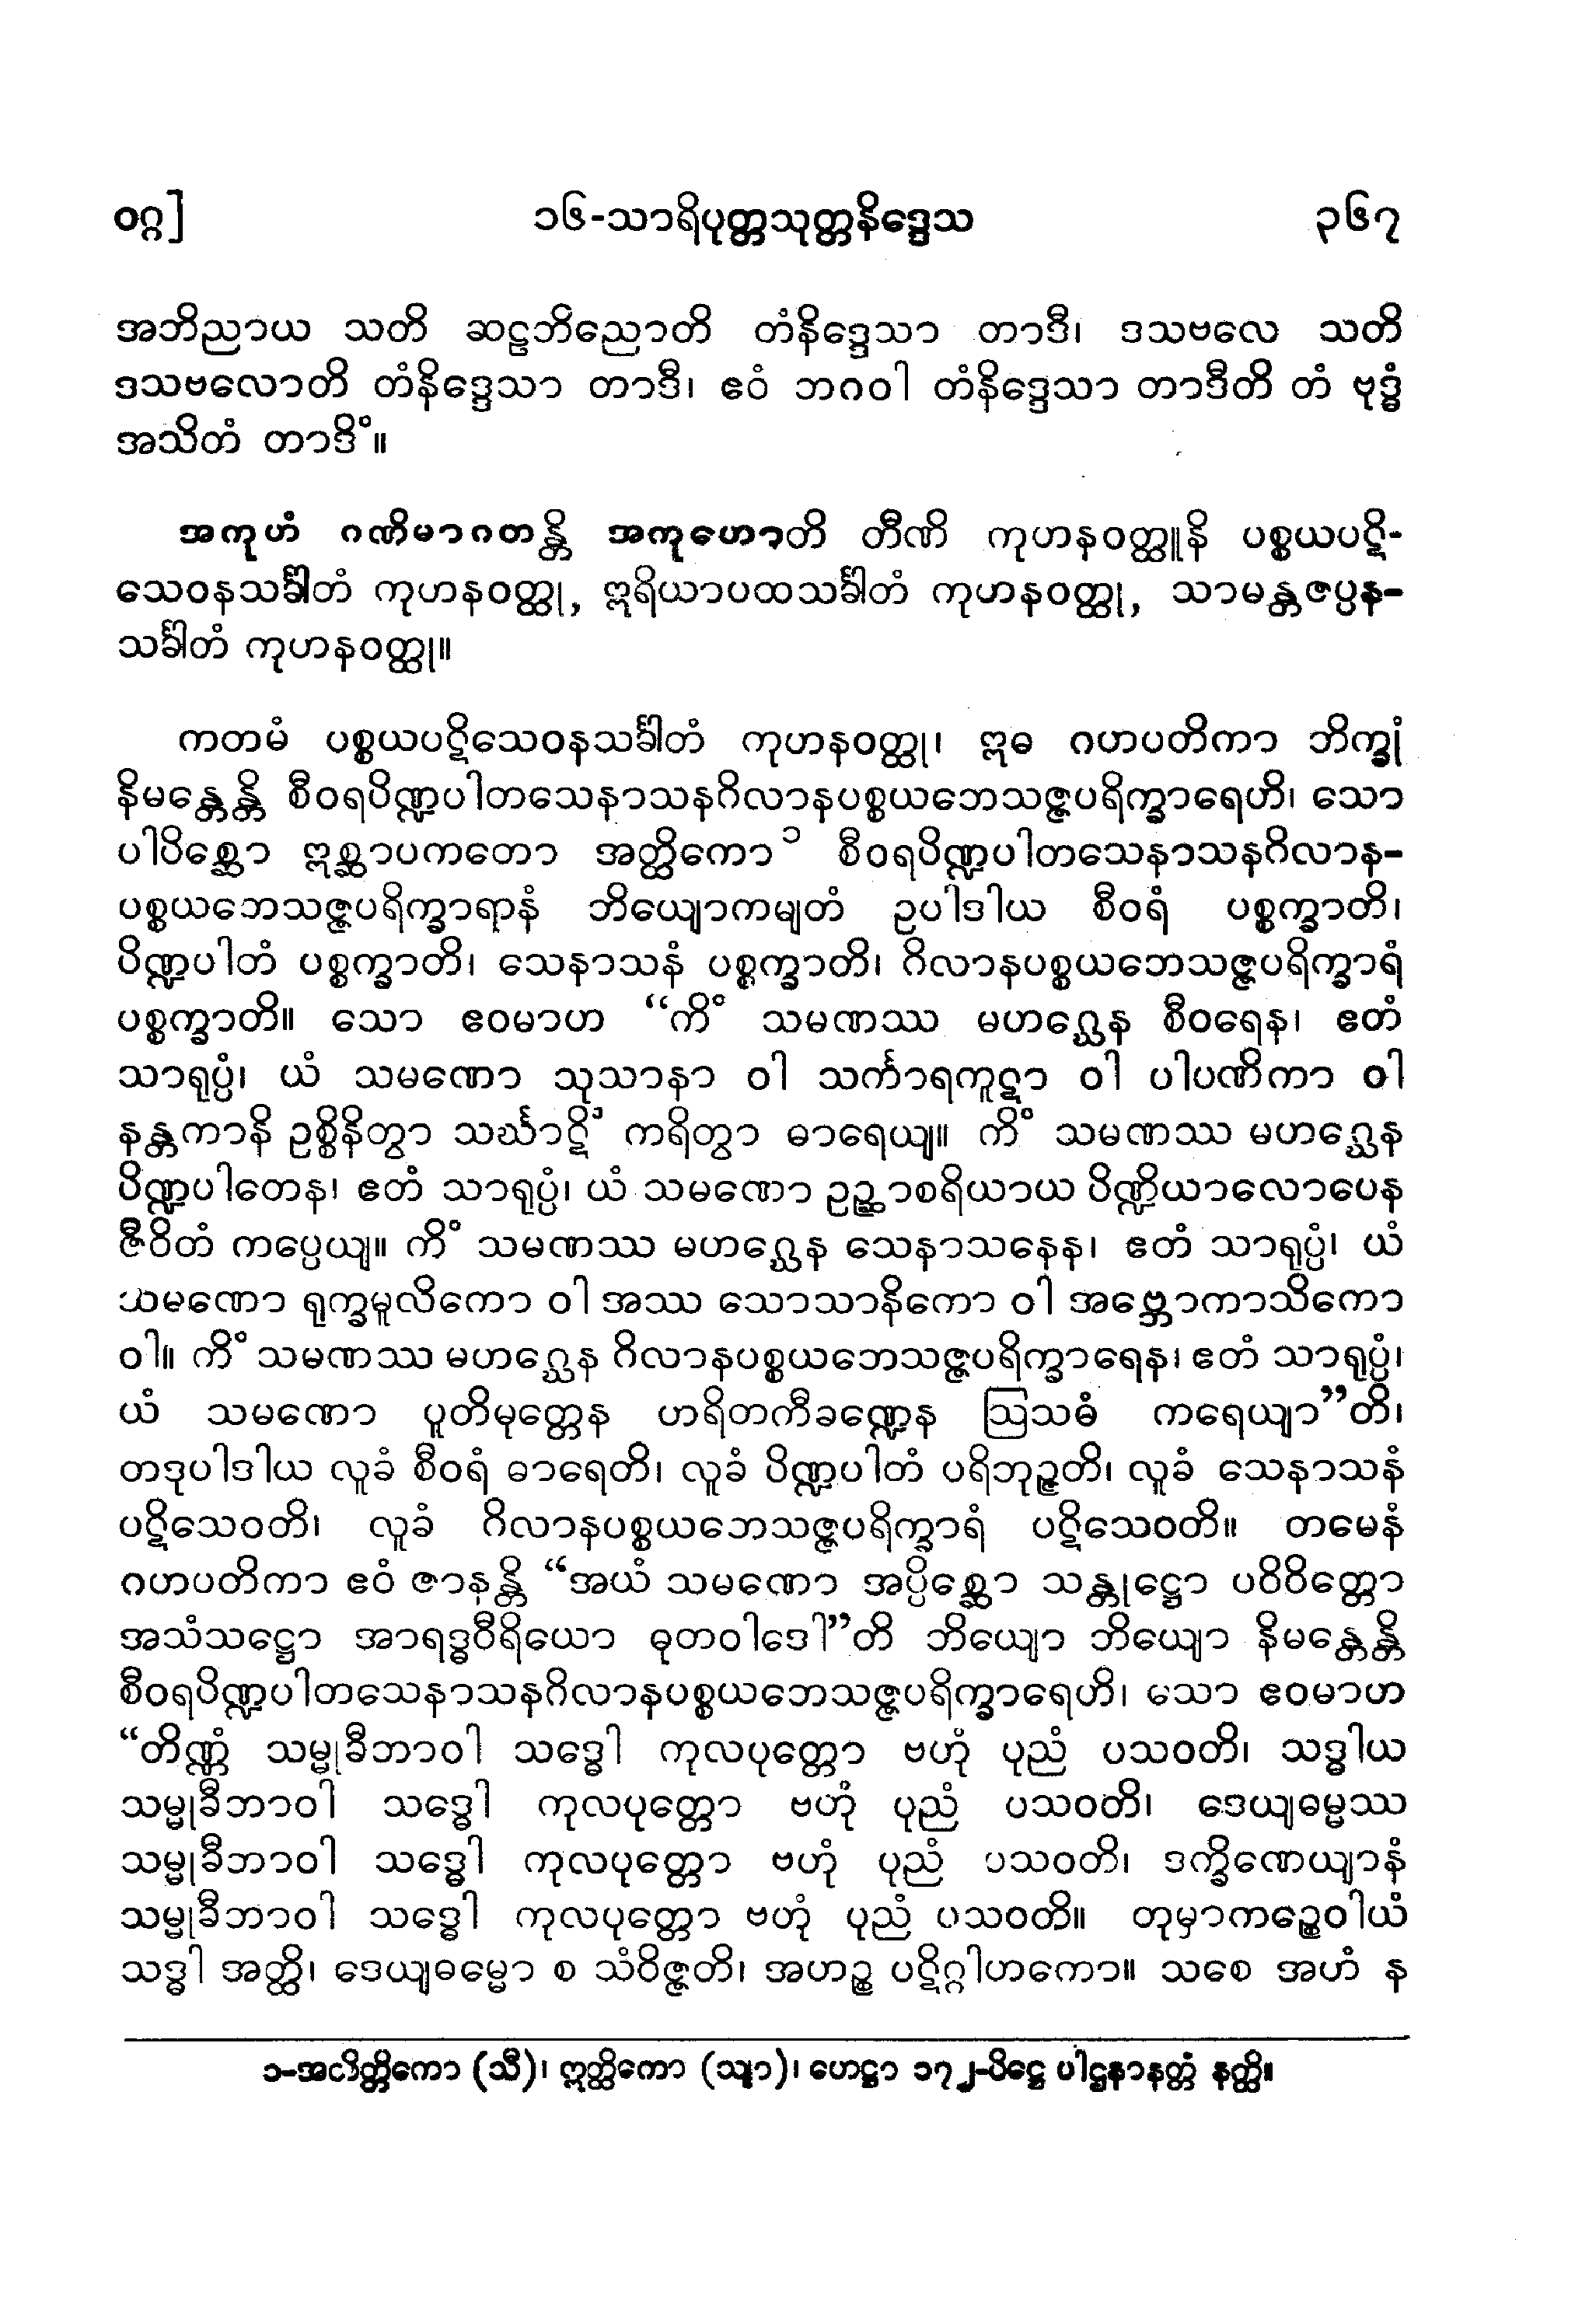 ဝဂ္ဂ]  ၁၆-သာရိပုတ္တသုတ္တနိဒ္ဒေသ  ၃၆၇
အဘိညာယ သတိ ဆဠဘိညောတိ တံနိဒ္ဒေသာ တာဒီ၊ ဒသဗလေ သတိ
ဒသဗလောတိ တံနိဒ္ဒေသာ တာဒီ၊ ဧဝံ ဘဂဝါ တံနိဒ္ဒေသာ တာဒီတိ တံ ဗုဒ္ဓံ
အသိတံ တာဒိံ။
အကုဟံ ဂဏိမာဂတန္တိ အကုဟောတိ တီဏိ ကုဟနဝတ္ထူနိ ပစ္စယပဋိ-
သေဝနသင်္ခါတံ ကုဟနဝတ္ထု, ဣရိယာပထသင်္ခါတံ ကုဟနဝတ္ထု, သာမန္တဇပ္ပန-
သင်္ခါတံ ကုဟနဝတ္ထု။
ကတမံ ပစ္စယပဋိသေဝနသင်္ခါတံ ကုဟနဝတ္ထု၊ ဣဓ ဂဟပတိကာ ဘိက္ခုံ
နိမန္တေန္တိ စီဝရပိဏ္ဍပါတသေနာသနဂိလာနပစ္စယဘေသဇ္ဇပရိက္ခာရေဟိ၊ သော
ပါပိစ္ဆော ဣစ္ဆာပကတော အတ္ထိကော ၁ စီဝရပိဏ္ဍပါတသေနာသနဂိလာန-
ပစ္စယဘေသဇ္ဇပရိက္ခာရာနံ ဘိယျောကမျတံ ဥပါဒါယ စီဝရံ ပစ္စက္ခာတိ၊
ပိဏ္ဍပါတံ ပစ္စက္ခာတိ၊ သေနာသနံ ပစ္စက္ခာတိ၊ ဂိလာနပစ္စယဘေသဇ္ဇပရိက္ခာရံ
ပစ္စက္ခာတိ။ သော ဧဝမာဟ “ကိံ သမဏဿ မဟဂ္ဃေန စီဝရေန၊ ဧတံ
သာရုပ္ပံ၊ ယံ သမဏော သုသာနာ ဝါ သင်္ကာရကူဋာ ဝါ ပါပဏိကာ ဝါ
နန္တကာနိ ဥစ္စိနိတွာ သင်္ဃာဋိံ ကရိတွာ ဓာရေယျ။ ကိံ သမဏဿ မဟဂ္ဃေန
ပိဏ္ဍပါတေန၊ ဧတံ သာရုပ္ပံ၊ ယံ သမဏော ဥဉ္ဆာစရိယာယ ပိဏ္ဍိယာလောပေန
ဇီဝိတံ ကပ္ပေယျ။ ကိံ သမဏဿ မဟဂ္ဃေန သေနာသနေန၊ ဧတံ သာရုပ္ပံ၊ ယံ
သမဏော ရုက္ခမူလိကော ဝါ အဿ သောသာနိကော ဝါ အဗ္ဘောကာသိကော
ဝါ။ ကိံ သမဏဿ မဟဂ္ဃေန ဂိလာနပစ္စယဘေသဇ္ဇပရိက္ခာရေန၊ ဧတံ သာရုပ္ပံ၊
ယံ သမဏော ပူတိမုတ္တေန ဟရိတကီခဏ္ဍေန ဩသဓံ ကရေယျာ”တိ၊
တဒုပါဒါယ လူခံ စီဝရံ ဓာရေတိ၊ လူခံ ပိဏ္ဍပါတံ ပရိဘုဉ္ဇတိ၊ လူခံ သေနာသနံ
ပဋိသေဝတိ၊ လူခံ ဂိလာနပစ္စယဘေသဇ္ဇပရိက္ခာရံ ပဋိသေဝတိ။ တမေနံ
ဂဟပတိကာ ဧဝံ ဇာနန္တိ “အယံ သမဏော အပ္ပိစ္ဆော သန္တုဋ္ဌော ပဝိဝိတ္တော
အသံသဋ္ဌော အာရဒ္ဓဝီရိယော ဓုတဝါဒေါ”တိ ဘိယျော ဘိယျော နိမန္တေန္တိ
စီဝရပိဏ္ဍပါတသေနာသနဂိလာနပစ္စယဘေသဇ္ဇပရိက္ခာရေဟိ၊ သော ဧဝမာဟ
“တိဏ္ဏံ သမ္မုခီဘာဝါ သဒ္ဓေါ ကုလပုတ္တော ဗဟုံ ပုညံ ပသဝတိ၊ သဒ္ဓါယ
သမ္မုခီဘာဝါ သဒ္ဓေါ ကုလပုတ္တော ဗဟုံ ပုညံ ပသဝတိ၊ ဒေယျဓမ္မဿ
သမ္မုခီဘာဝါ သဒ္ဓေါ ကုလပုတ္တော ဗဟုံ ပုညံ ပသဝတိ၊ ဒက္ခိဏေယျာနံ
သမ္မုခီဘာဝါ သဒ္ဓေါ ကုလပုတ္တော ဗဟုံ ပုညံ ပသဝတိ။ တုမှာကဉ္စေဝါယံ
သဒ္ဓါ အတ္ထိ၊ ဒေယျဓမ္မော စ သံဝိဇ္ဇတိ၊ အဟဉ္စ ပဋိဂ္ဂါဟကော။ သစေ အဟံ န
၁-အငိတ္တိကော (သီ)၊ ဣတ္ထိကော (သျာ)၊ ဟေဋ္ဌာ ၁၇၂-ပိဋ္ဌေ ပါဌနာနတ္တံ နတ္ထိ။